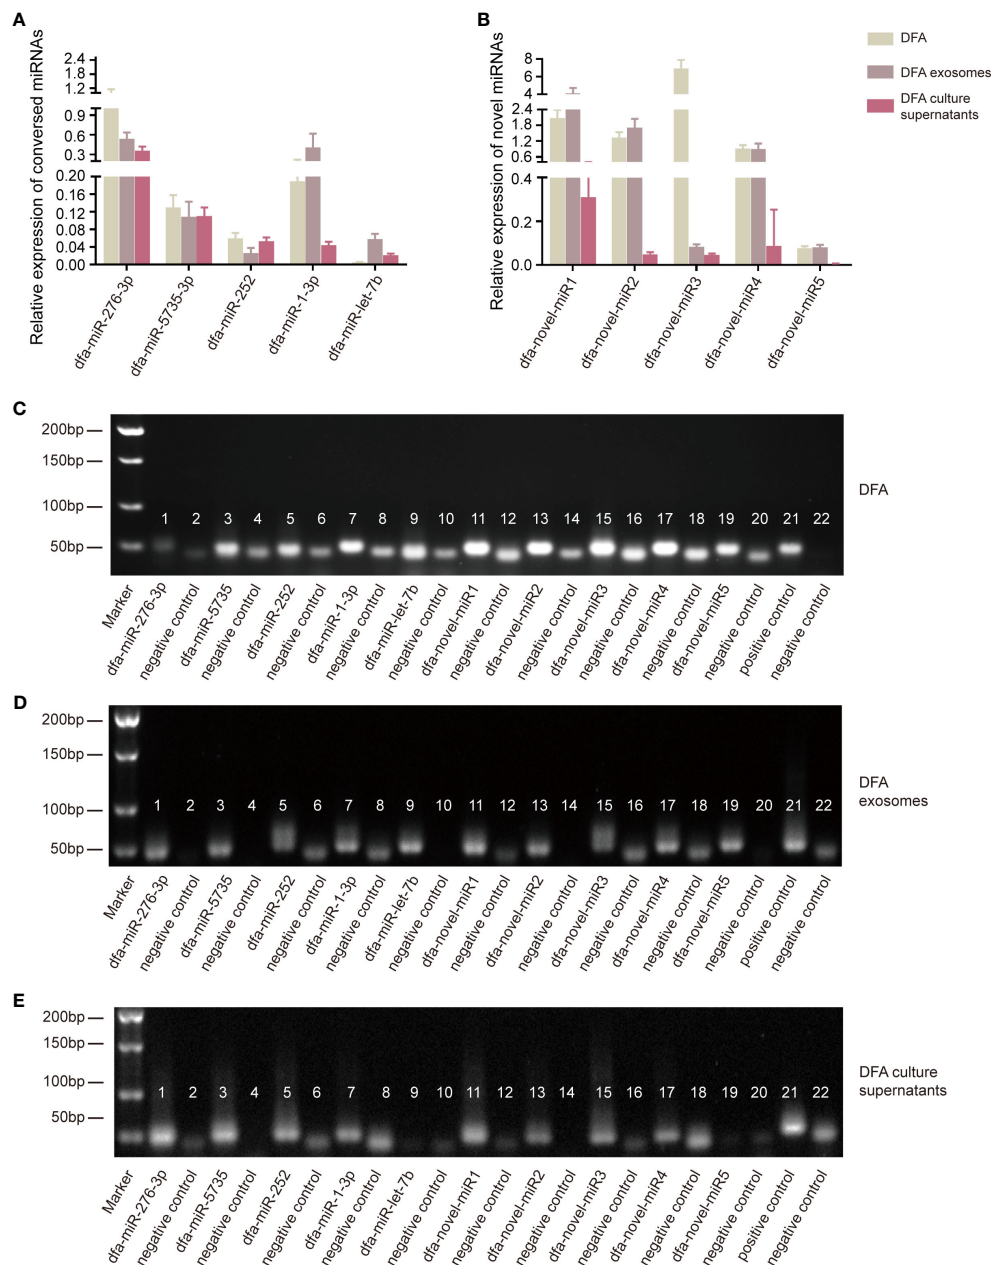 A
B
Relative expression of conversed miRNAs
2.4
1.8
1.2
0.9
0.6
0.3
0.20
0.16
0.12
0.08
0.04
0.00
dfa-miR-276-3p
dfa-miR-5735-3p
dfa-miR-252
dfa-miR-1-3p
dfa-miR-let-7b
Relative expression of novel miRNAs
8
6
4
2.4
1.8
1.2
0.6
0.4
0.2
0.0
dfa-novel-miR1
dfa-novel-miR2
dfa-novel-miR3
dfa-novel-miR4
dfa-novel-miR5
DFA
DFA exosomes
DFA culture
supernatants
C
200bp
150bp
100bp
50bp
1 2 3 4 5 6 7 8 9 10 11 12 13 14 15 16 17 18 19 20 21 22
DFA
Marker
dfa-miR-276-3p
negative control
dfa-miR-5735
negative control
dfa-miR-252
negative control
dfa-miR-1-3p
negative control
dfa-miR-let-7b
negative control
dfa-novel-miR1
negative control
dfa-novel-miR2
negative control
dfa-novel-miR3
negative control
dfa-novel-miR4
negative control
dfa-novel-miR5
negative control
positive control
negative control
D
200bp
150bp
100bp
50bp
1 2 3 4 5 6 7 8 9 10 11 12 13 14 15 16 17 18 19 20 21 22
DFA
exosomes
Marker
dfa-miR-276-3p
negative control
dfa-miR-5735
negative control
dfa-miR-252
negative control
dfa-miR-1-3p
negative control
dfa-miR-let-7b
negative control
dfa-novel-miR1
negative control
dfa-novel-miR2
negative control
dfa-novel-miR3
negative control
dfa-novel-miR4
negative control
dfa-novel-miR5
negative control
positive control
negative control
E
200bp
150bp
100bp
50bp
1 2 3 4 5 6 7 8 9 10 11 12 13 14 15 16 17 18 19 20 21 22
DFA culture
supernatants
Marker
dfa-miR-276-3p
negative control
dfa-miR-5735
negative control
dfa-miR-252
negative control
dfa-miR-1-3p
negative control
dfa-miR-let-7b
negative control
dfa-novel-miR1
negative control
dfa-novel-miR2
negative control
dfa-novel-miR3
negative control
dfa-novel-miR4
negative control
dfa-novel-miR5
negative control
positive control
negative control